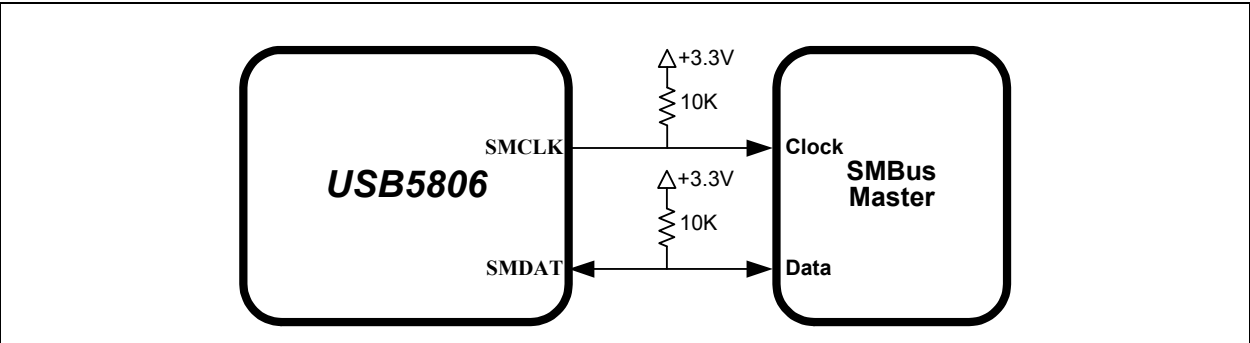 +3.3V
10K
SMCLK
Clock
USB5806
SMBus
Master
+3.3V
10K
SMDAT
Data